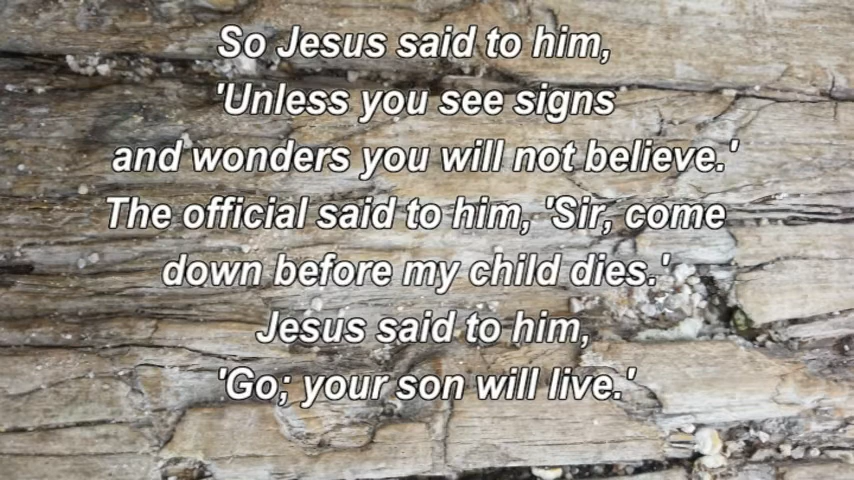 So Jesus said to him,
'Unless you see signs
and wonders you will not believe.'
The official said to him, 'Sir, come
down before my child dies.'
Jesus said to him,
'Go; your son will live.'